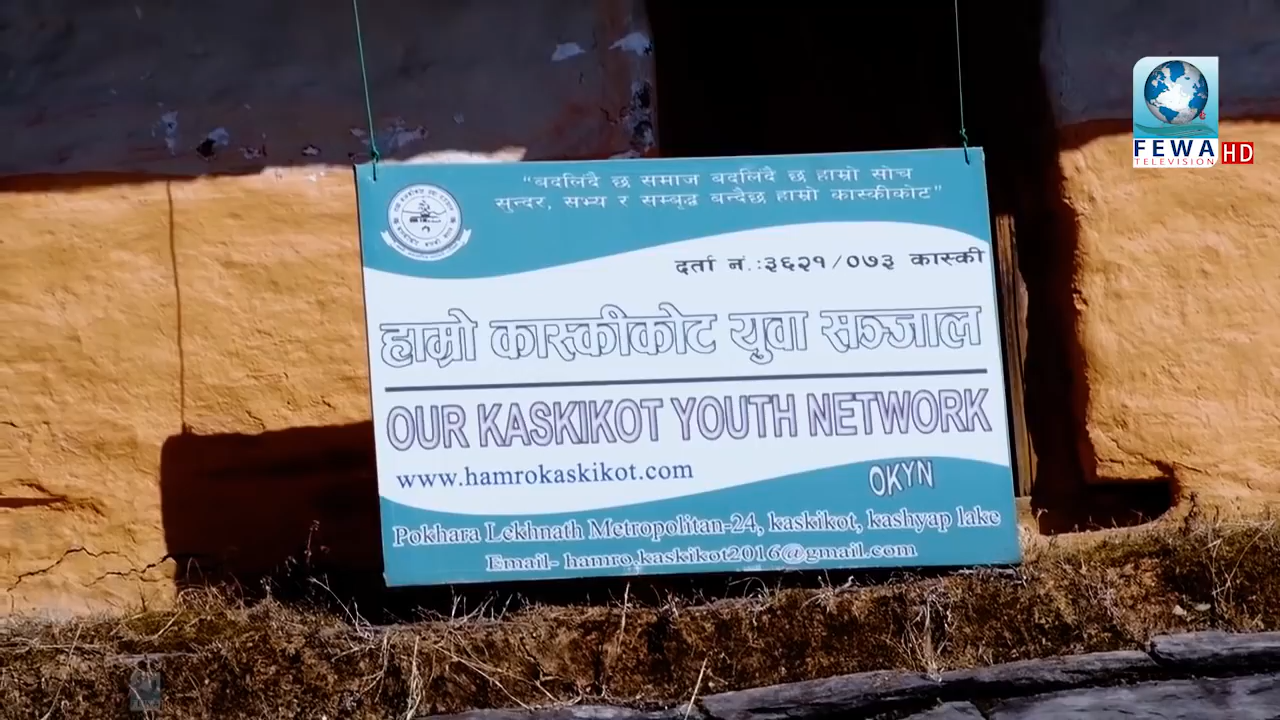 “बदलिंदै छ समाज बदलिंदै छ हाम्रो सोच
सुन्दर, सभ्य र सम्बृद्ध बन्दैछ हाम्रो कास्कीकोट”
दर्ता नं.:३६२१/०७३ कास्की
हाम्रो कास्कीकोट युवा सञ्जाल
OUR KASKIKOT YOUTH NETWORK
www.hamrokaskikot.com
OKYN
Pokhara Lekhnath Metropolitan-24, kaskikot, kashyap lake
Email- hamro.kaskikot2016@gmail.com
FEWA
TELEVISION HD